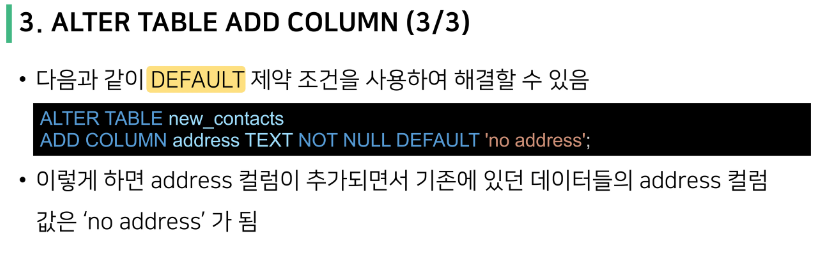 3. ALTER TABLE ADD COLUMN (3/3)
• 다음과 같이 DEFAULT 제약 조건을 사용하여 해결할 수 있음
ALTER TABLE new_contacts
ADD COLUMN address TEXT NOT NULL DEFAULT 'no address';
• 이렇게 하면 address 컬럼이 추가되면서 기존에 있던 데이터들의 address 컬럼
값은 ‘no address’ 가 됨